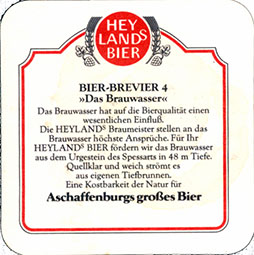 HEY
LANDS
BIER
BIER-BREVIER 4
»Das Brauwasser«
Das Brauwasser hat auf die Bierqualität einen
wesentlichen Einfluß.
Die HEYLANDS Braumeister stellen an das
Brauwasser höchste Ansprüche. Für Ihr
HEYLANDS BIER fördern wir das Brauwasser
aus dem Urgestein des Spessarts in 48 m Tiefe.
Quellklar und weich strömt es
aus eigenen Tiefbrunnen.
Eine Kostbarkeit der Natur für
Aschaffenburgs großes Bier